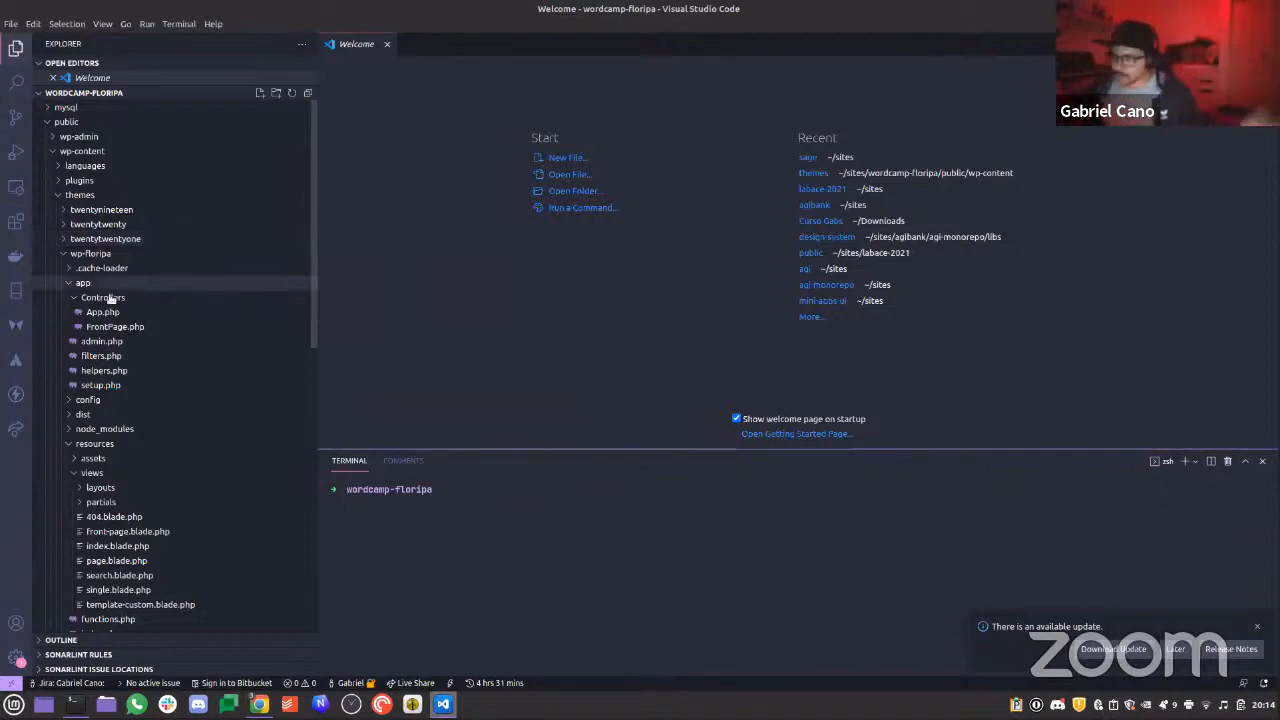 Welcome - wordcamp-floripa - Visual Studio Code
File Edit Selection View Go Run Terminal Help
EXPLORER
Welcome
OPEN EDITORS
Welcome
WORDCAMP-FLORIPA
mysql
public
wp-admin
wp-content
languages
plugins
themes
twentynineteen
twentytwenty
twentytwentyone
wp-floripa
.cache-loader
app
Controllers
App.php
FrontPage.php
admin.php
filters.php
helpers.php
setup.php
config
dist
node_modules
resources
assets
views
layouts
partials
404.blade.php
front-page.blade.php
index.blade.php
page.blade.php
search.blade.php
single.blade.php
template-custom.blade.php
functions.php
OUTLINE
SONARLINT RULES
SONARLINT ISSUE LOCATIONS
Start
New File...
Open File...
Open Folder...
Run a Command...
Recent
sage ~/sites
themes ~/sites/wordcamp-floripa/public/wp-content
labace-2021 ~/sites
agibank ~/sites
Curso Gabs ~/Downloads
design-system ~/sites/agibank/agi-monorepo/libs
public ~/sites/labace-2021
agi ~/sites
agi-monorepo ~/sites
mini-apps-ui ~/sites
More...
Show welcome page on startup
Open Getting Started Page...
TERMINAL COMMENTS
zsh
wordcamp-floripa
Gabriel Cano
There is an available update.
Download Update Later Release Notes
zoom
Jira: Gabriel Cano: No active issue Sign in to Bitbucket 0 0 Gabriel Live Share 4 hrs 31 mins
9 20:14